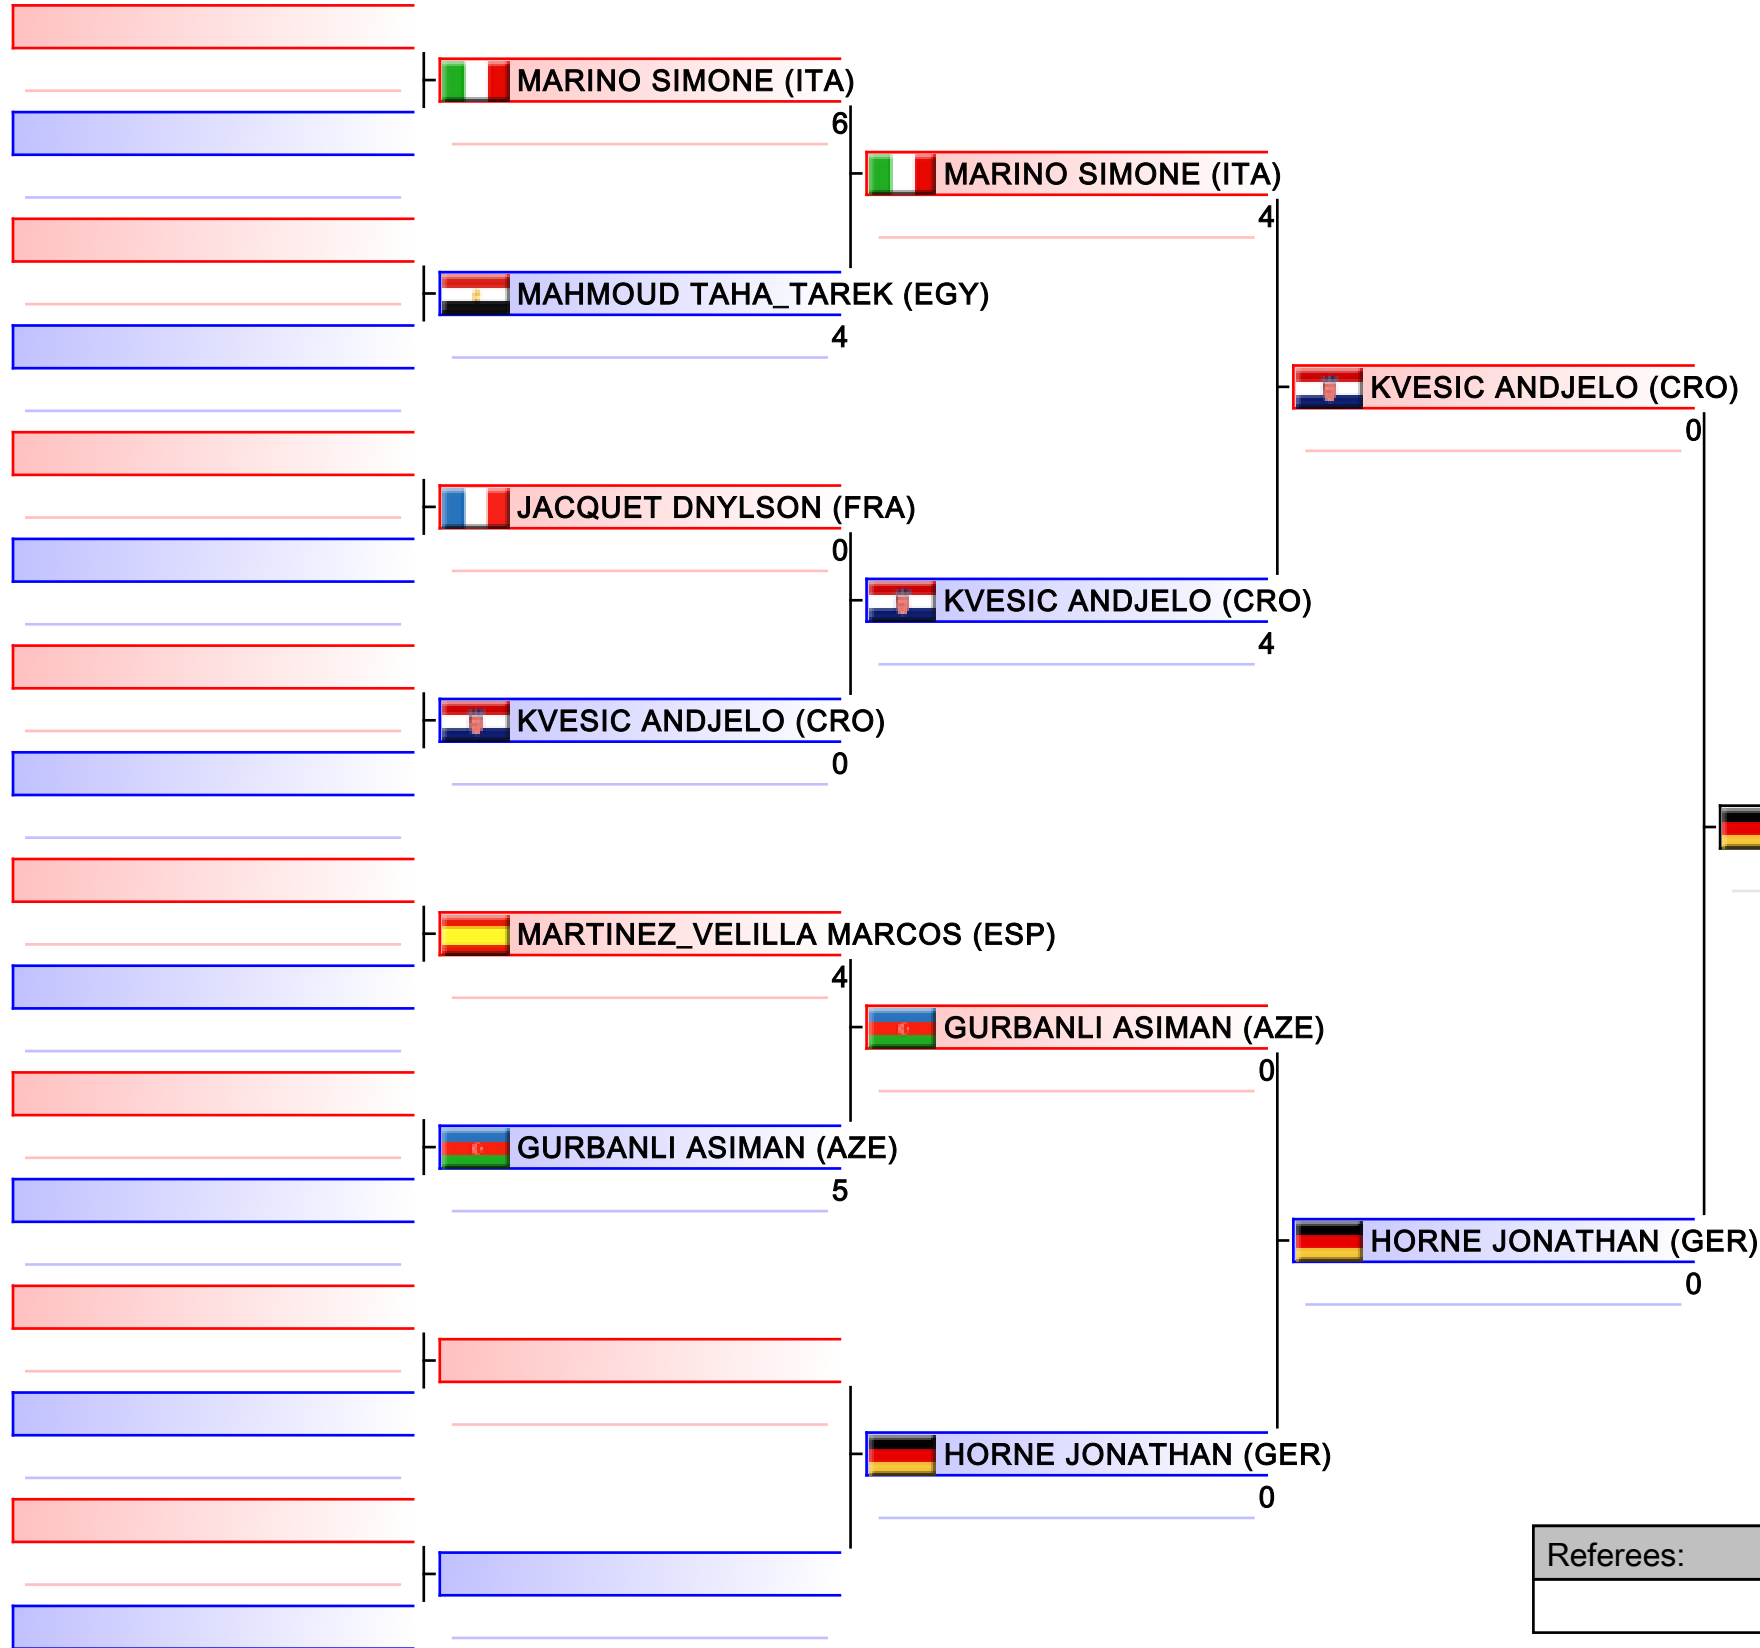 MARINO SIMONE (ITA)
6
MARINO SIMONE (ITA)
4
MAHMOUD TAHA_TAREK (EGY)
4
KVESIC ANDJELO (CRO)
0
JACQUET DNYLSON (FRA)
0
KVESIC ANDJELO (CRO)
4
KVESIC ANDJELO (CRO)
0
MARTINEZ_VELILLA MARCOS (ESP)
4
GURBANLI ASIMAN (AZE)
0
GURBANLI ASIMAN (AZE)
5
HORNE JONATHAN (GER)
0
HORNE JONATHAN (GER)
0
Referees: